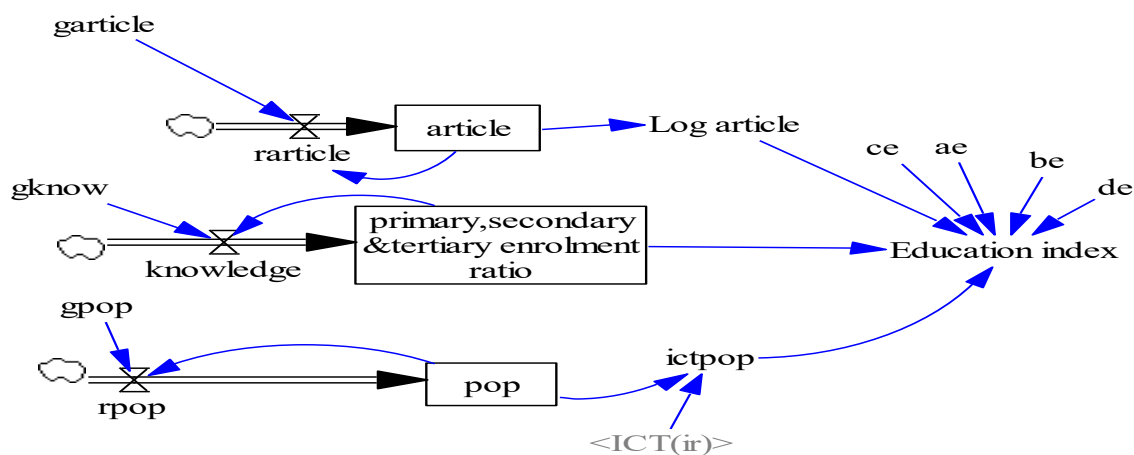 garticle
article
Log article
rarticle
ce
ae
be
de
gknow
primary,secondary
&tertiary enrolment
ratio
knowledge
Education index
gpop
ictpop
pop
rpop
<ICT(ir)>